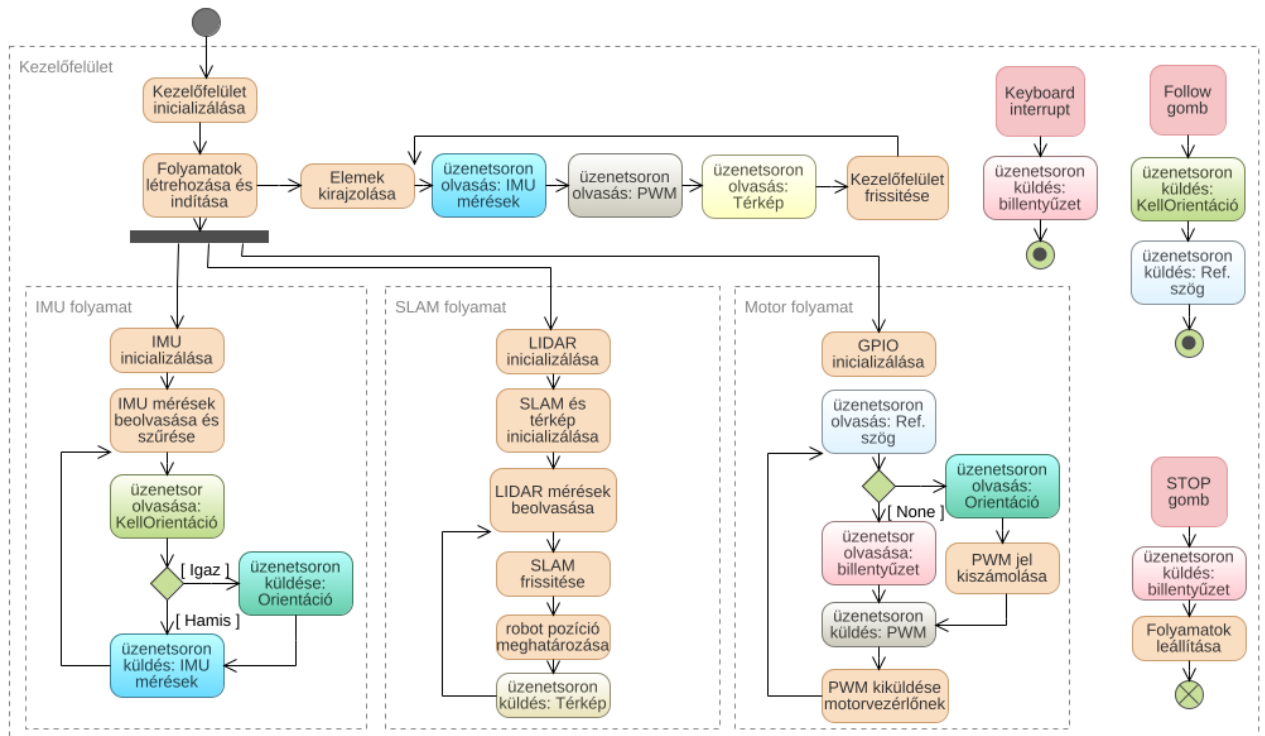 Kezelőfelület
Kezelőfelület
inicializálása
Folyamatok
létrehozása és
indítása
Elemek
kirajzolása
üzenetsoron
olvasás: IMU
mérések
üzenetsoron
olvasás: PWM
üzenetsoron
olvasás:
Térkép
Kezelőfelület
frissitése
Keyboard
interrupt
üzenetsoron
küldés:
billentyűzet
Follow
gomb
üzenetsoron
küldés:
KellOrientáció
üzenetsoron
küldés: Ref.
szög
IMU folyamat
IMU
inicializálása
IMU mérések
beolvasása és
szűrése
üzenetsor
olvasása:
KellOrientáció
[ Igaz ]
üzenetsoron
küldése:
Orientáció
[ Hamis ]
üzenetsoron
küldés: IMU
mérések
SLAM folyamat
LIDAR
inicializálása
SLAM és
térkép
inicializálása
LIDAR mérések
beolvasása
SLAM
frissitése
robot pozíció
meghatározása
üzenetsoron
küldés: Térkép
Motor folyamat
GPIO
inicializálása
üzenetsoron
olvasás: Ref.
szög
üzenetsoron
olvasás:
Orientáció
[ None ]
üzenetsor
olvasása:
billentyűzet
PWM jel
kiszámolása
üzenetsoron
küldés: PWM
PWM kiküldése
motorvezérlőnek
STOP
gomb
üzenetsoron
küldés:
billentyűzet
Folyamatok
leállítása